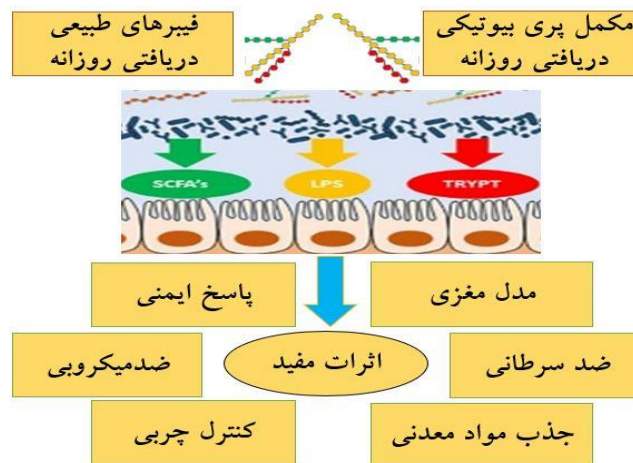 مکمل پری بیوتیکی
دریافتی روزانه
فیبرهای طبیعی
دریافتی روزانه
SCFA's
LPS
TRYPT
مدل مغزی
پاسخ ایمنی
ضد سرطانی
اثرات مفید
ضدمیکروبی
جذب مواد معدنی
کنترل چربی